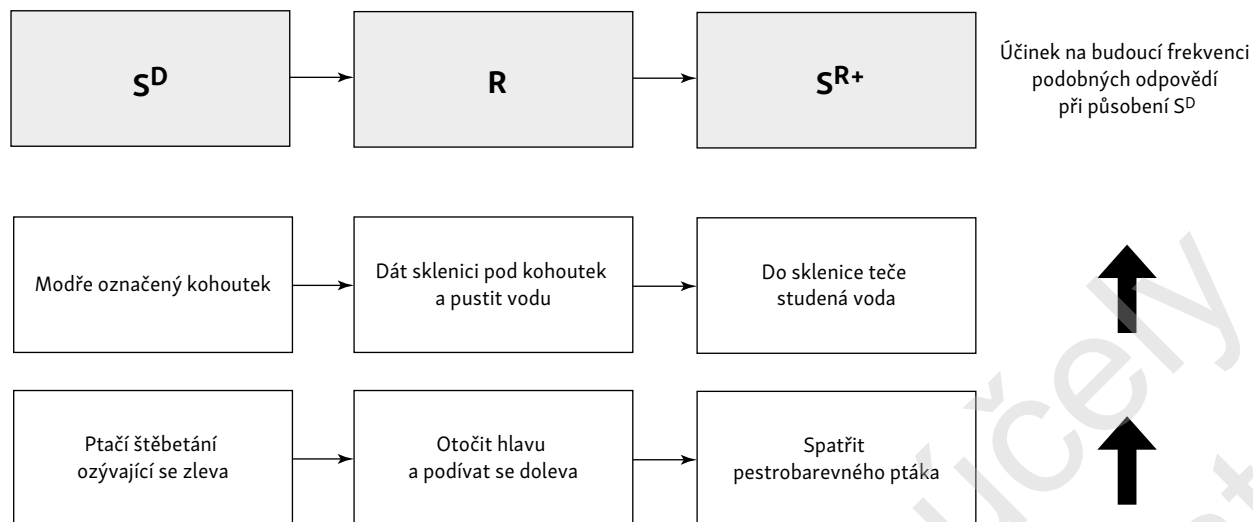 S^D
R
S^R+
Účinek na budoucí frekvenci
podobných odpovědí
při působení S^D
Modře označený kohoutek
Dát sklenici pod kohoutek
a pustit vodu
Do sklenice teče
studená voda
Ptačí štěbetání
ozývající se zleva
Otočit hlavu
a podívat se doleva
Spatřit
pestrobarevného ptáka
účely